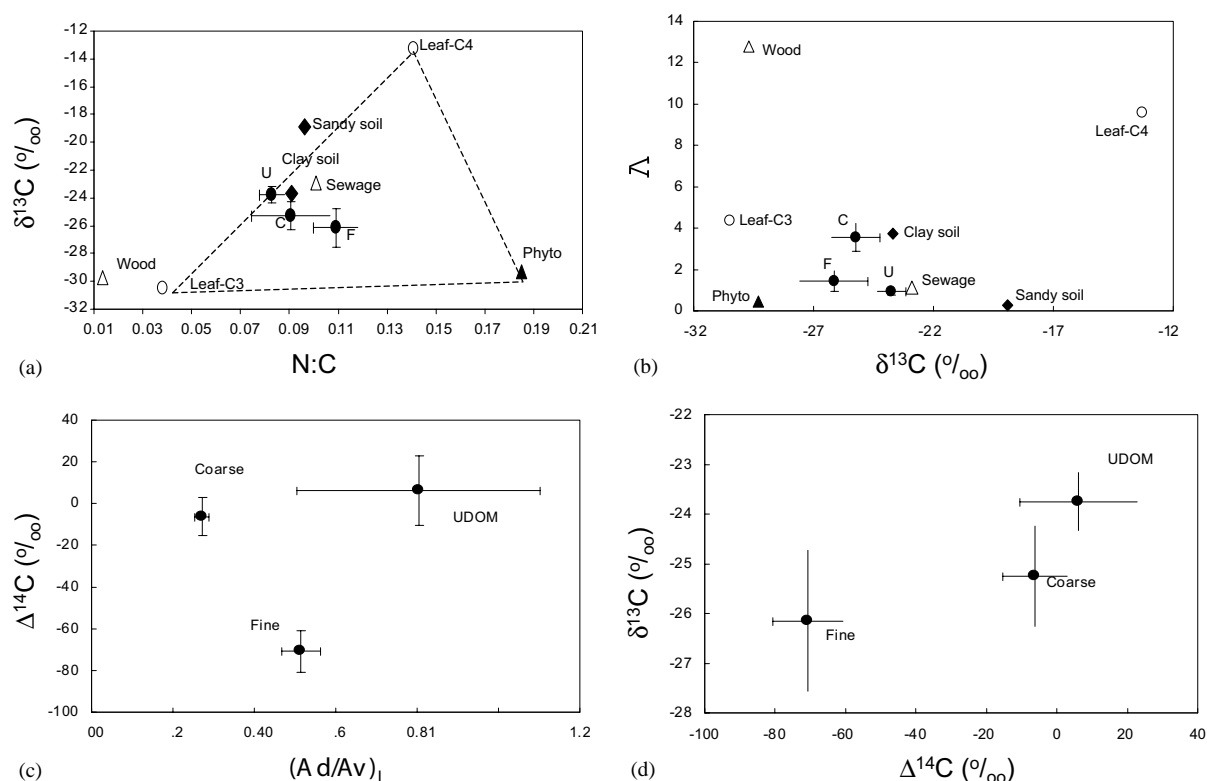 -12
-14
-16
-18
-20
-22
-24
-26
-28
-30
-32
δ13C (o/oo)
Leaf-C4
Sandy soil
Clay soil
U
Sewage
C
F
Phyto
Wood
Leaf-C3
0.01 0.03 0.05 0.07 0.09 0.11 0.13 0.15 0.17 0.19 0.21
(a) N:C
14
12
10
8
6
4
2
0
Λ
Wood
Leaf-C4
Leaf-C3
C
Clay soil
F
U
Sewage
Phyto
Sandy soil
-32 -27 -22 -17 -12
(b) δ13C (o/oo)
40
20
0
-20
-40
-60
-80
-100
Δ14C (o/oo)
Coarse
UDOM
Fine
00 .2 0.40 .6 0.81 1.2
(c) (Ad/Av)l
-22
-23
-24
-25
-26
-27
-28
δ13C (o/oo)
UDOM
Coarse
Fine
-100 -80 -60 -40 -20 0 20 40
(d) Δ14C (o/oo)